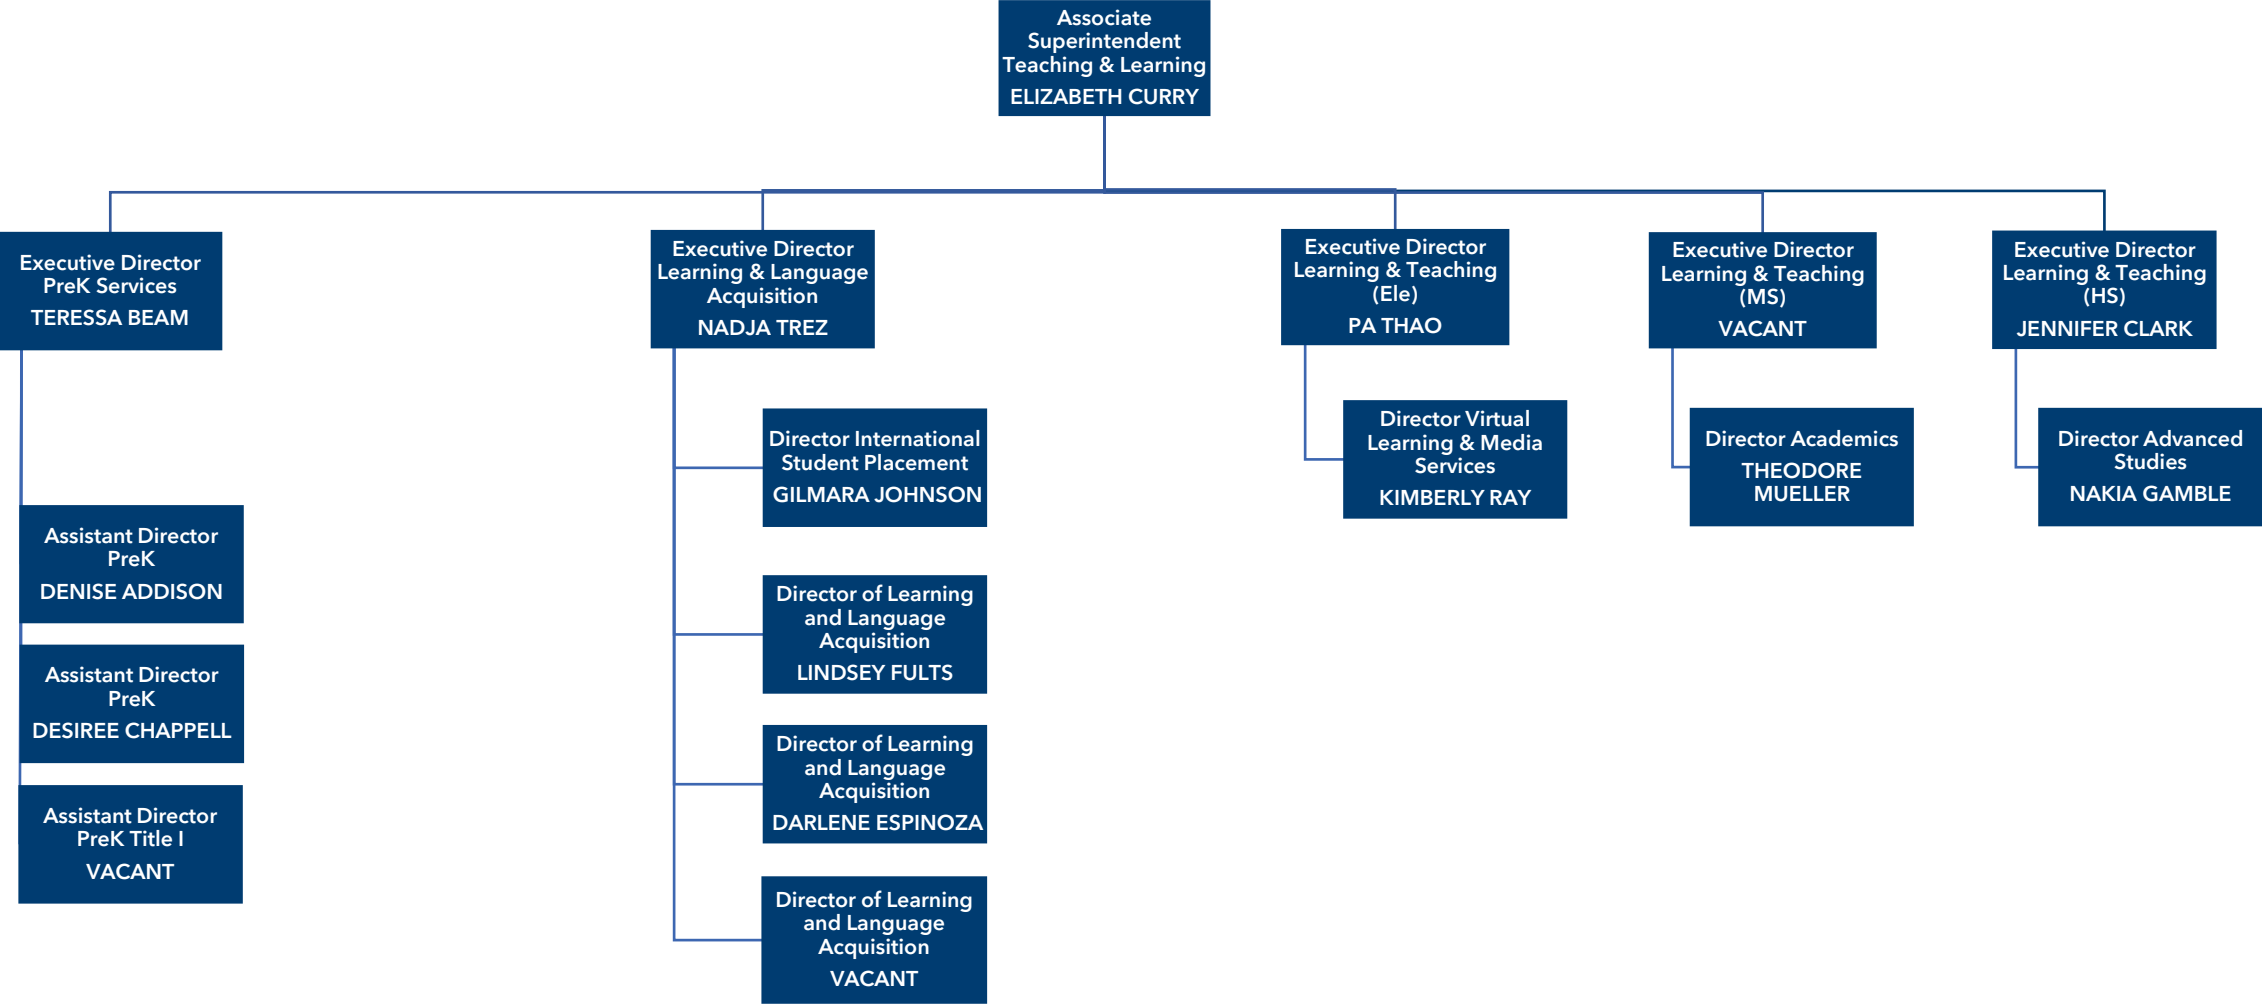 Associate
Superintendent
Teaching & Learning
ELIZABETH CURRY
Executive Director
PreK Services
TERESSA BEAM
Executive Director
Learning & Language
Acquisition
NADJA TREZ
Executive Director
Learning & Teaching
(Ele)
PA THAO
Executive Director
Learning & Teaching
(MS)
VACANT
Executive Director
Learning & Teaching
(HS)
JENNIFER CLARK
Assistant Director
PreK
DENISE ADDISON
Assistant Director
PreK
DESIREE CHAPPELL
Assistant Director
PreK Title I
VACANT
Director International
Student Placement
GILMARA JOHNSON
Director of Learning
and Language
Acquisition
LINDSEY FULTS
Director of Learning
and Language
Acquisition
DARLENE ESPINOZA
Director of Learning
and Language
Acquisition
VACANT
Director Virtual
Learning & Media
Services
KIMBERLY RAY
Director Academics
THEODORE
MUELLER
Director Advanced
Studies
NAKIA GAMBLE